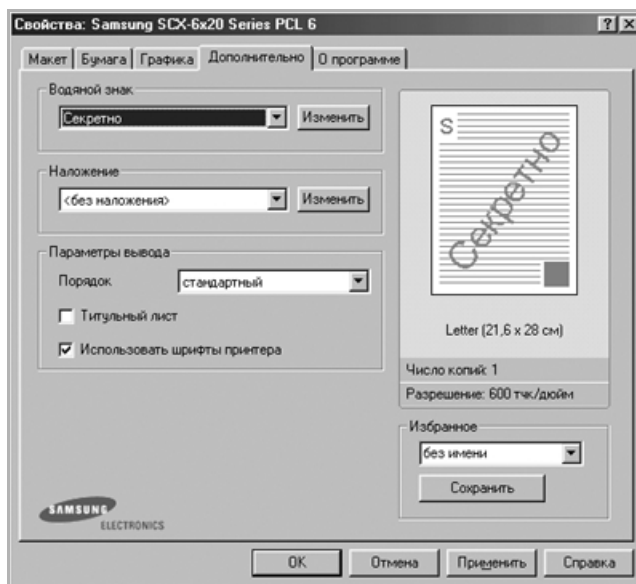 Свойства: Samsung SCX-6x20 Series PCL 6
Макет Бумага Графика Дополнительно О программе
Водяной знак
Секретно Изменить
Наложение
<без наложения> Изменить
Параметры вывода
Порядок стандартный
Титульный лист
Использовать шрифты принтера
S
Секретно
Letter (21,6 x 28 см)
Число копий: 1
Разрешение: 600 тчк/дюйм
Избранное
без имени
Сохранить
SAMSUNG
ELECTRONICS
OK Отмена Применить Справка